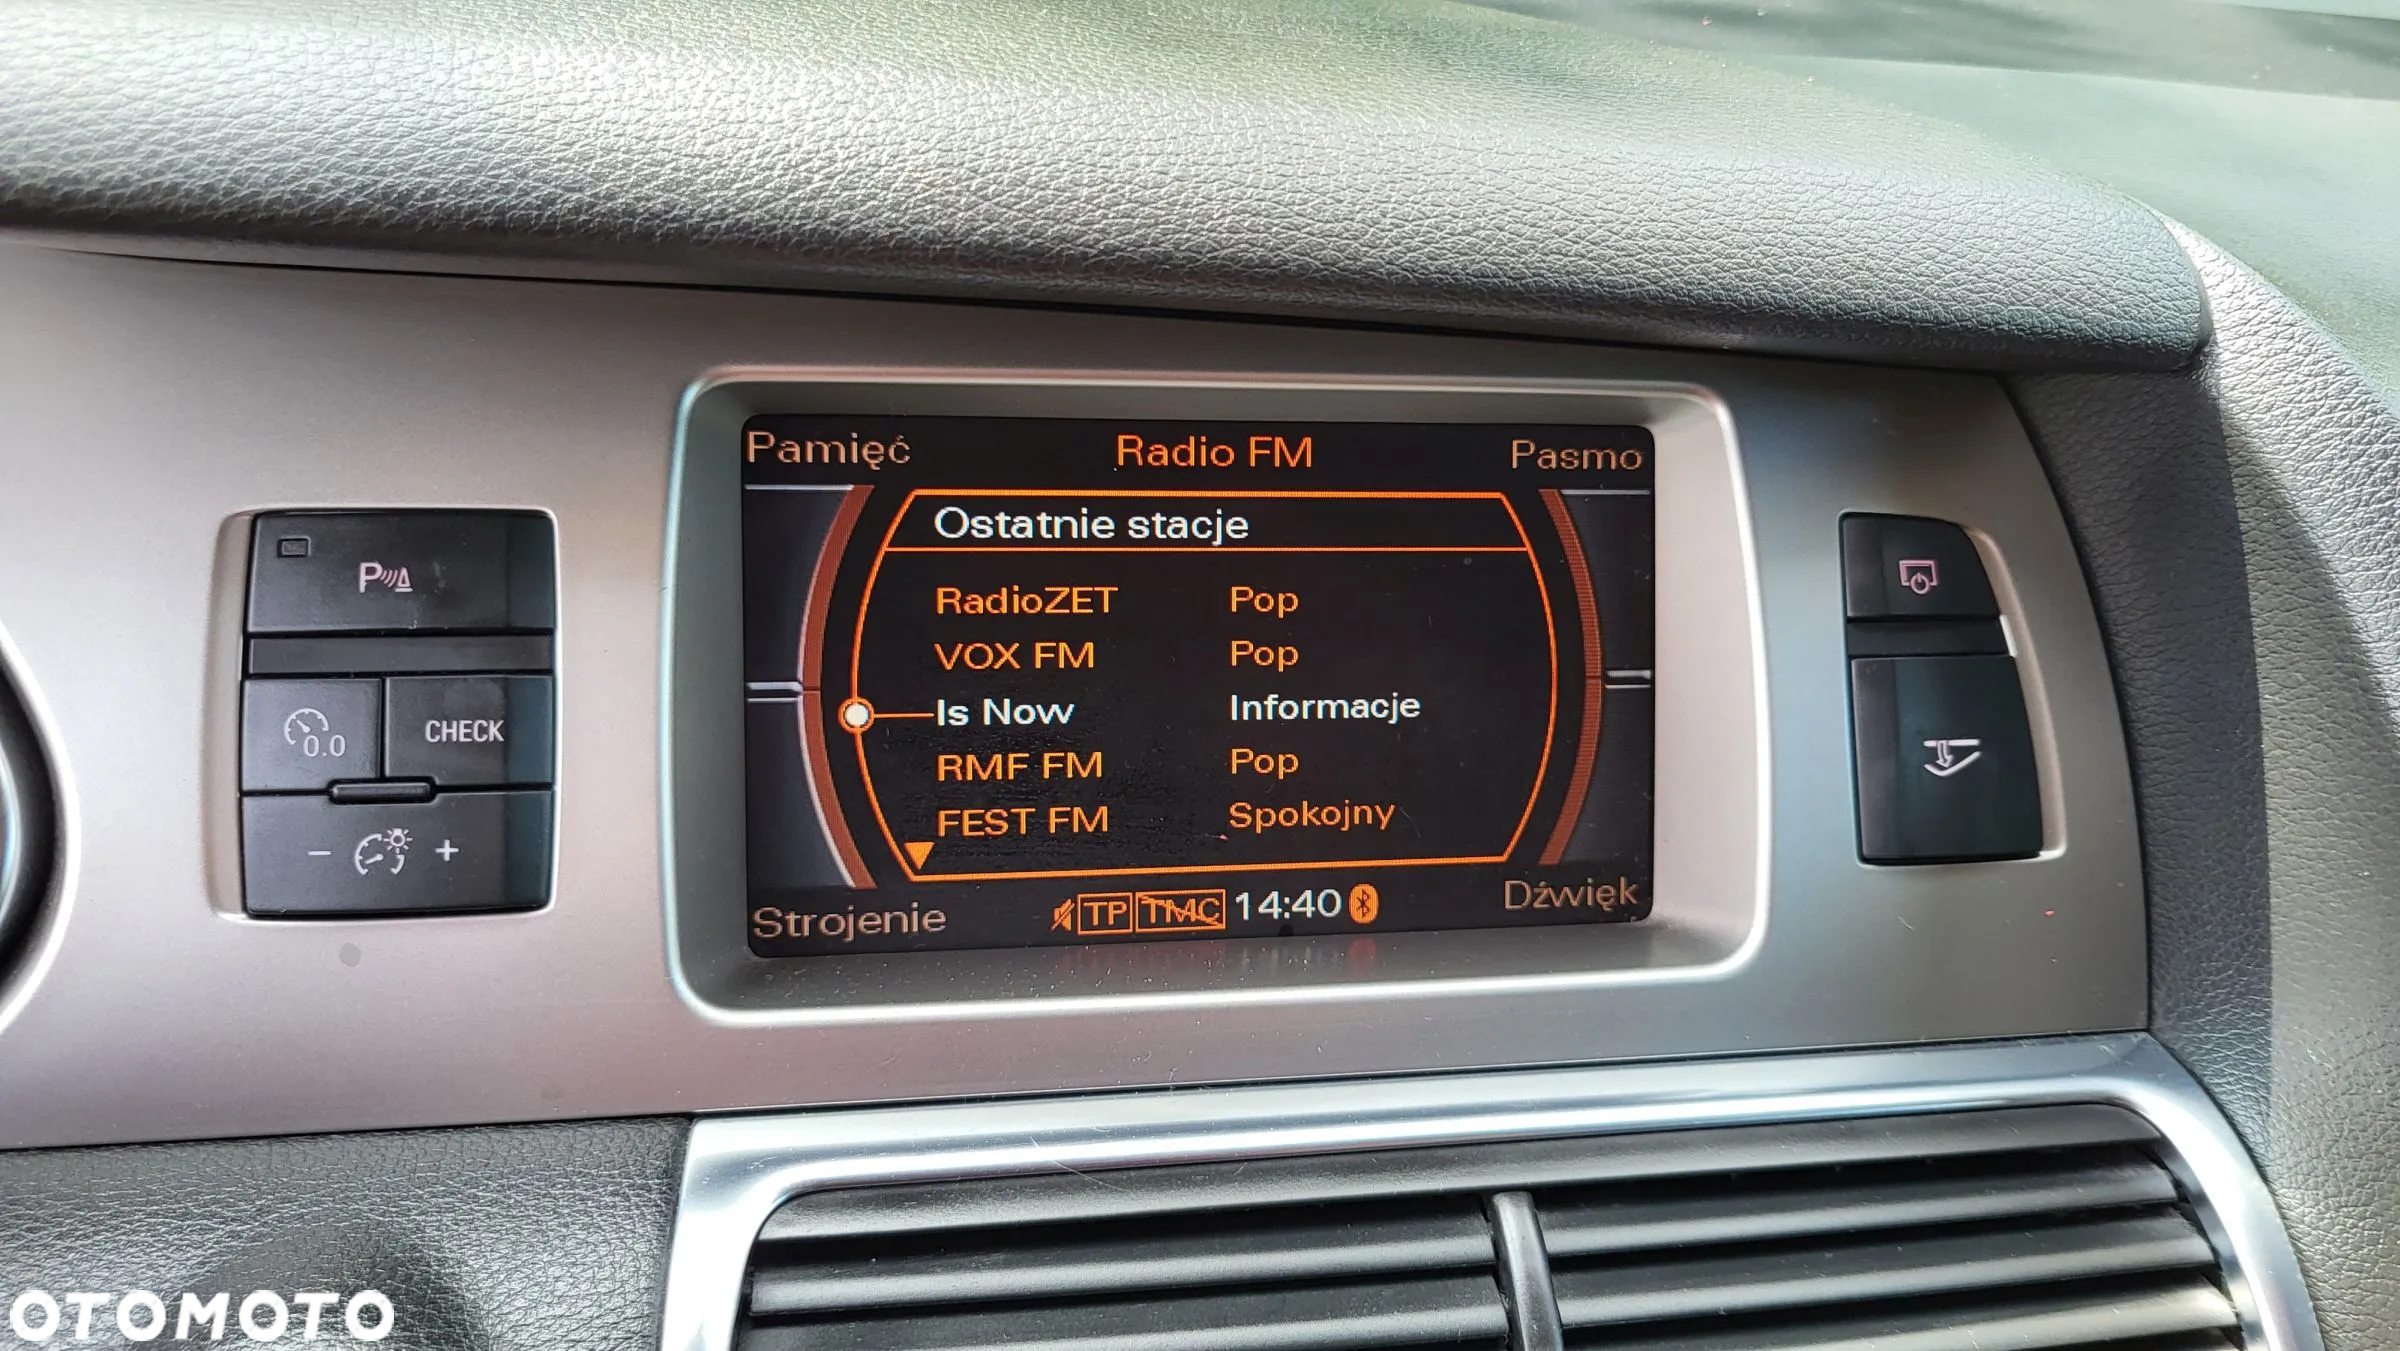 Pamięć Radio FM Pasmo
Ostatnie stacje
RadioZET Pop
VOX FM Pop
Is Now Informacje
RMF FM Pop
FEST FM Spokojny
Strojenie TP TMC 14:40 Dźwięk
P
0.0 CHECK
- +
OTOMOTO